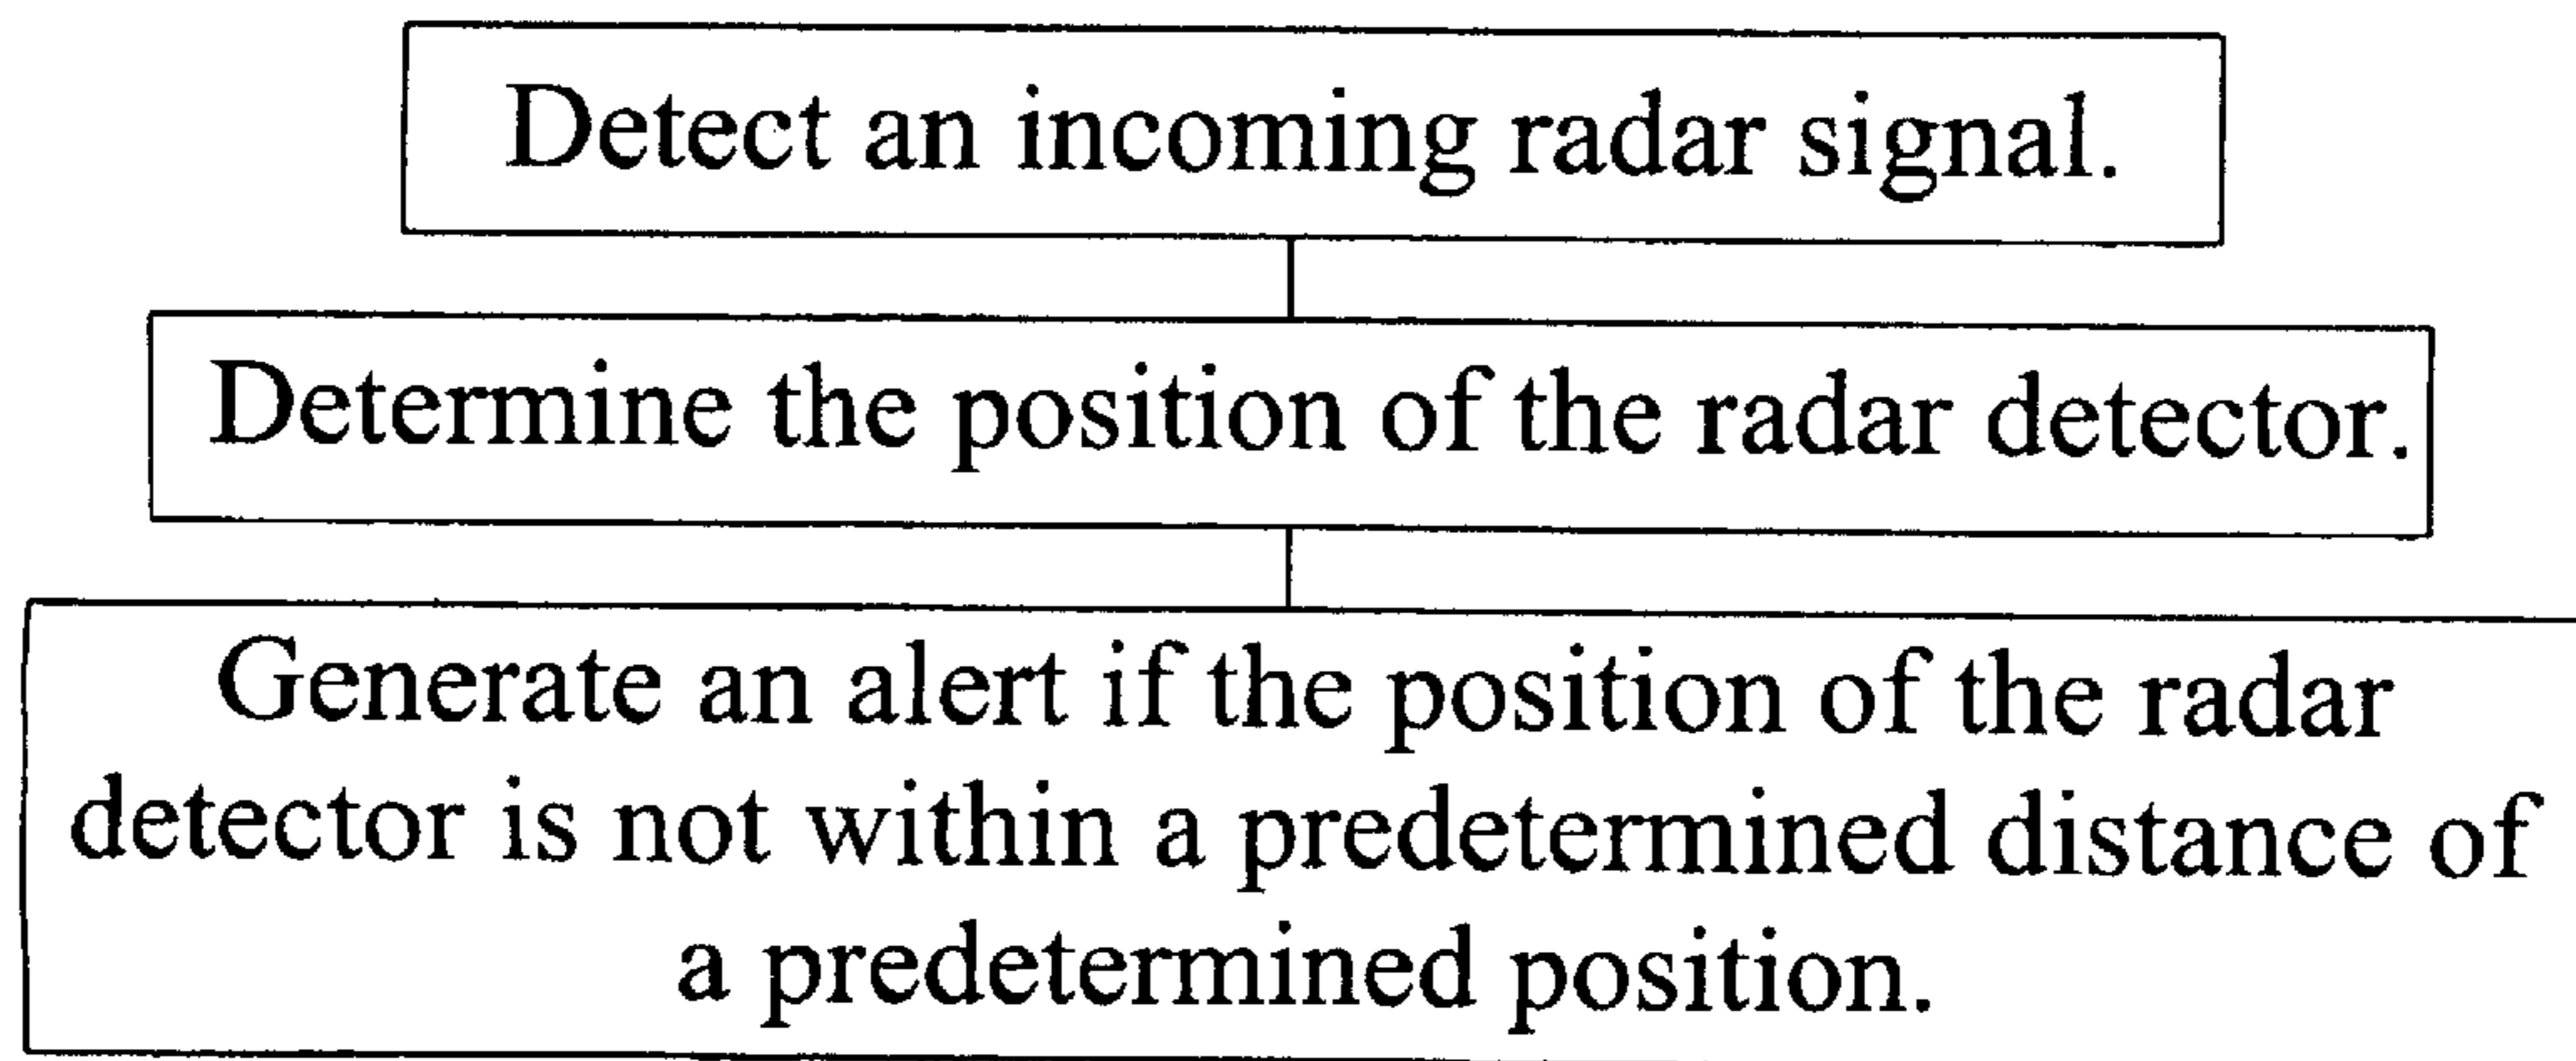 Detect an incoming radar signal.
Determine the position of the radar detector.
Generate an alert if the position of the radar
detector is not within a predetermined distance of
a predetermined position.